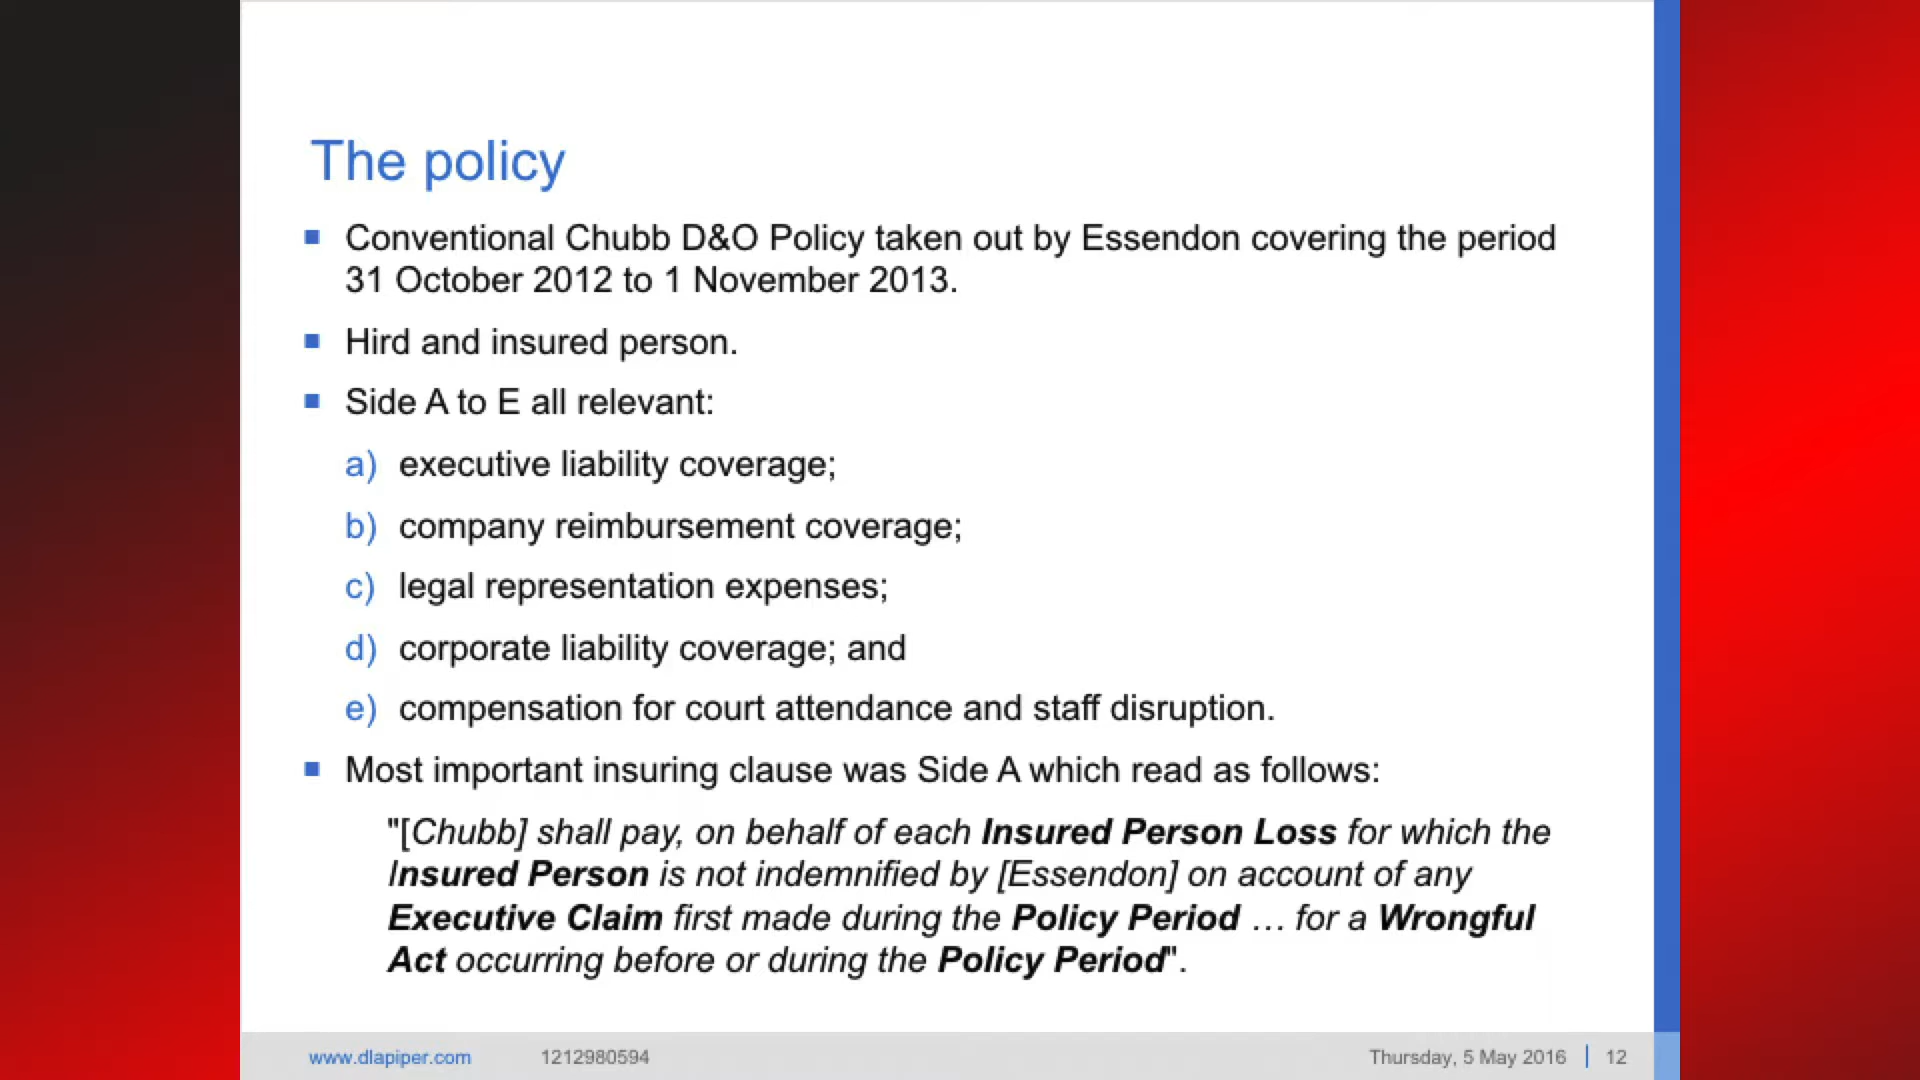 The policy
Conventional Chubb D&O Policy taken out by Essendon covering the period
31 October 2012 to 1 November 2013.
Hird and insured person.
Side A to E all relevant:
a) executive liability coverage;
b) company reimbursement coverage;
c) legal representation expenses;
d) corporate liability coverage; and
e) compensation for court attendance and staff disruption.
Most important insuring clause was Side A which read as follows:
"[Chubb] shall pay, on behalf of each Insured Person Loss for which the
Insured Person is not indemnified by [Essendon] on account of any
Executive Claim first made during the Policy Period … for a Wrongful
Act occurring before or during the Policy Period".
www.dlapiper.com 1212980594 Thursday, 5 May 2016 12